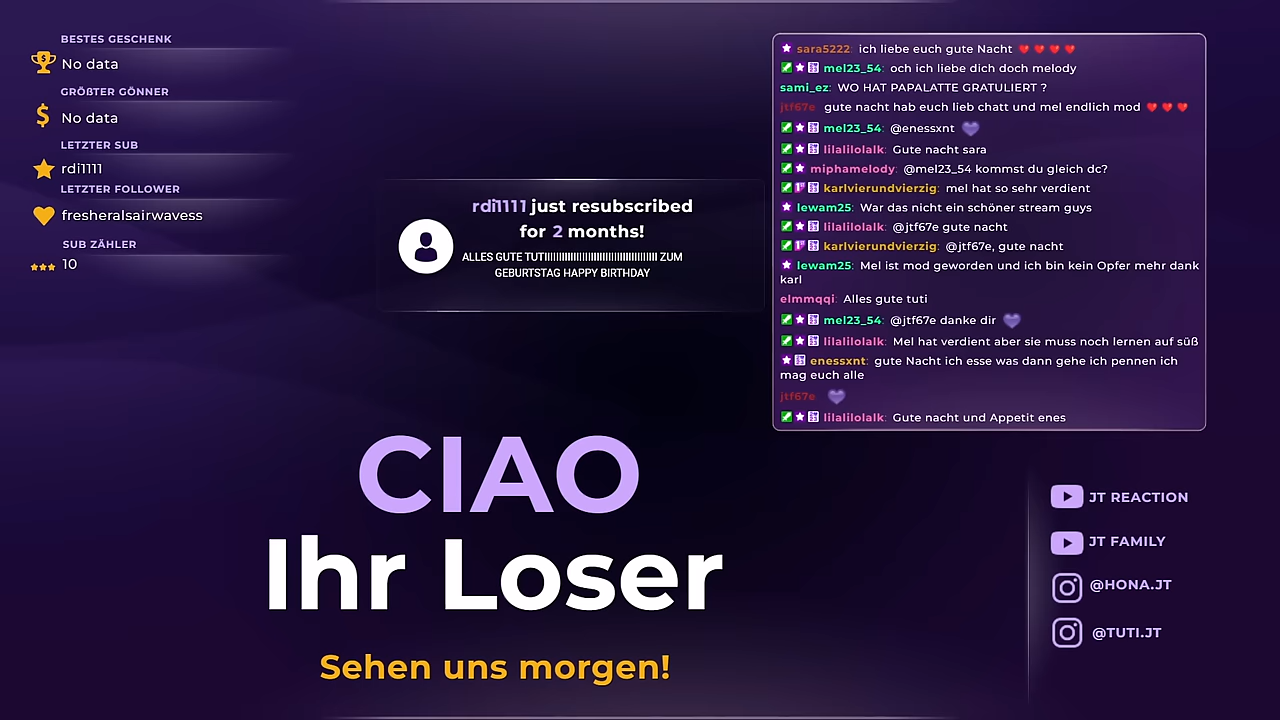 BESTES GESCHENK
No data
GRÖßTER GÖNNER
No data
LETZTER SUB
rdi1111
LETZTER FOLLOWER
fresheralsairwavess
SUB ZÄHLER
10
rdi1111 just resubscribed
for 2 months!
ALLES GUTE TUTIIIIIIIIIIIIIIIIIIIIIIIIIIIIIIIIIIIIIIII ZUM
GEBURTSTAG HAPPY BIRTHDAY
sara5222: ich liebe euch gute Nacht ❤️ ❤️ ❤️ ❤️
mel23_54: och ich liebe dich doch melody
sami_ez: WO HAT PAPALATTE GRATULIERT ?
jtf67e: gute nacht hab euch lieb chatt und mel endlich mod ❤️ ❤️ ❤️
mel23_54: @enessxnt 💜
lilalilolalk: Gute nacht sara
miphamelody: @mel23_54 kommst du gleich dc?
karlvierundvierzig: mel hat so sehr verdient
lewam25: War das nicht ein schöner stream guys
lilalilolalk: @jtf67e gute nacht
karlvierundvierzig: @jtf67e, gute nacht
lewam25: Mel ist mod geworden und ich bin kein Opfer mehr dank
karl
elmmqqi: Alles gute tuti
mel23_54: @jtf67e danke dir 💜
lilalilolalk: Mel hat verdient aber sie muss noch lernen auf süß
enessxnt: gute Nacht ich esse was dann gehe ich pennen ich
mag euch alle
jtf67e: 💜
lilalilolalk: Gute nacht und Appetit enes
CIAO
Ihr Loser
Sehen uns morgen!
JT REACTION
JT FAMILY
@HONA.JT
@TUTI.JT